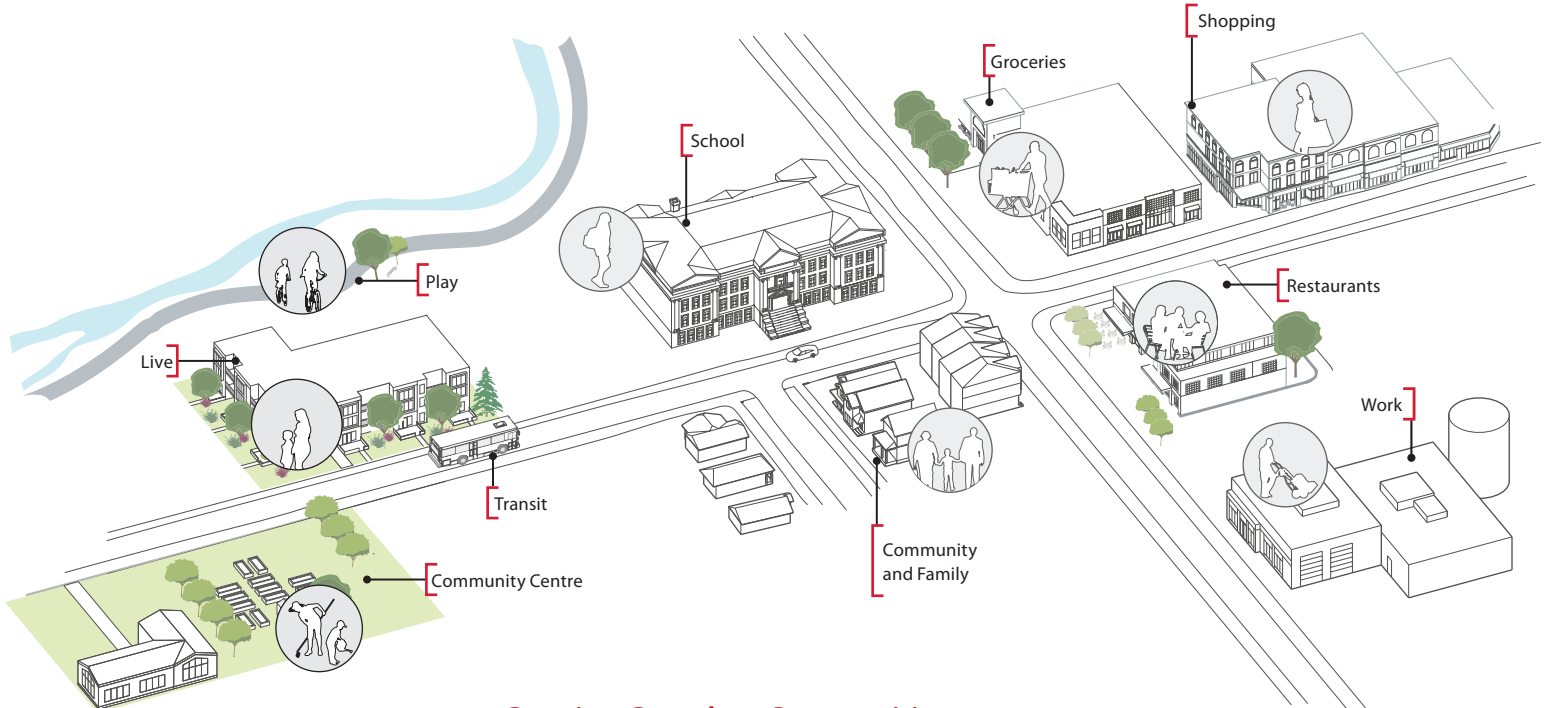 Shopping
Groceries
School
Play
Restaurants
Live
Work
Transit
Community
and Family
Community Centre